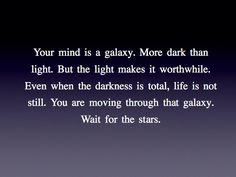 Your mind is a galaxy. More dark than
light. But the light makes it worthwhile.
Even when the darkness is total, life is not
still. You are moving through that galaxy.
Wait for the stars.